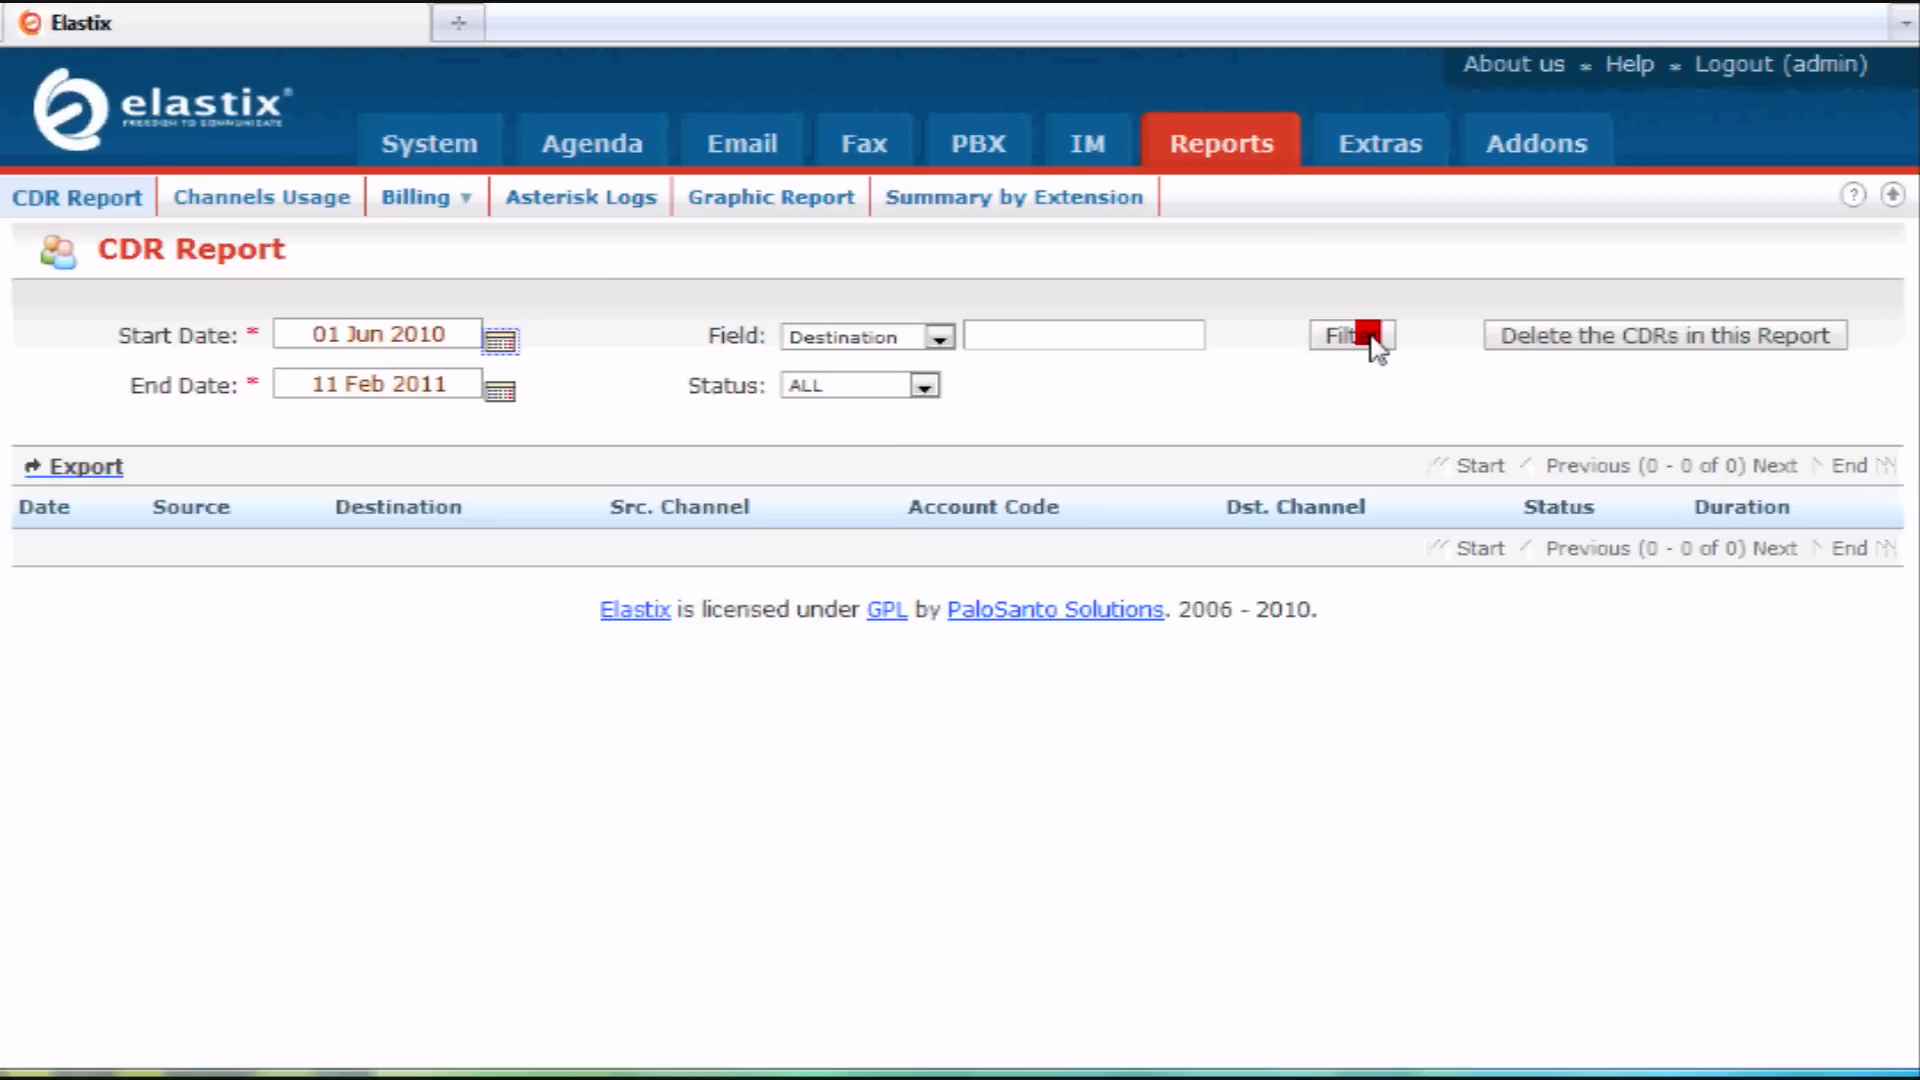 Elastix
About us * Help * Logout (admin)
elastix
FREEDOM TO COMMUNICATE
System Agenda Email Fax PBX IM Reports Extras Addons
CDR Report Channels Usage Billing Asterisk Logs Graphic Report Summary by Extension
CDR Report
Start Date: * 01 Jun 2010 Field: Destination Delete the CDRs in this Report
End Date: * 11 Feb 2011 Status: ALL
Export Start Previous (0 - 0 of 0) Next End
Date Source Destination Src. Channel Account Code Dst. Channel Status Duration
Start Previous (0 - 0 of 0) Next End
Elastix is licensed under GPL by PaloSanto Solutions. 2006 - 2010.